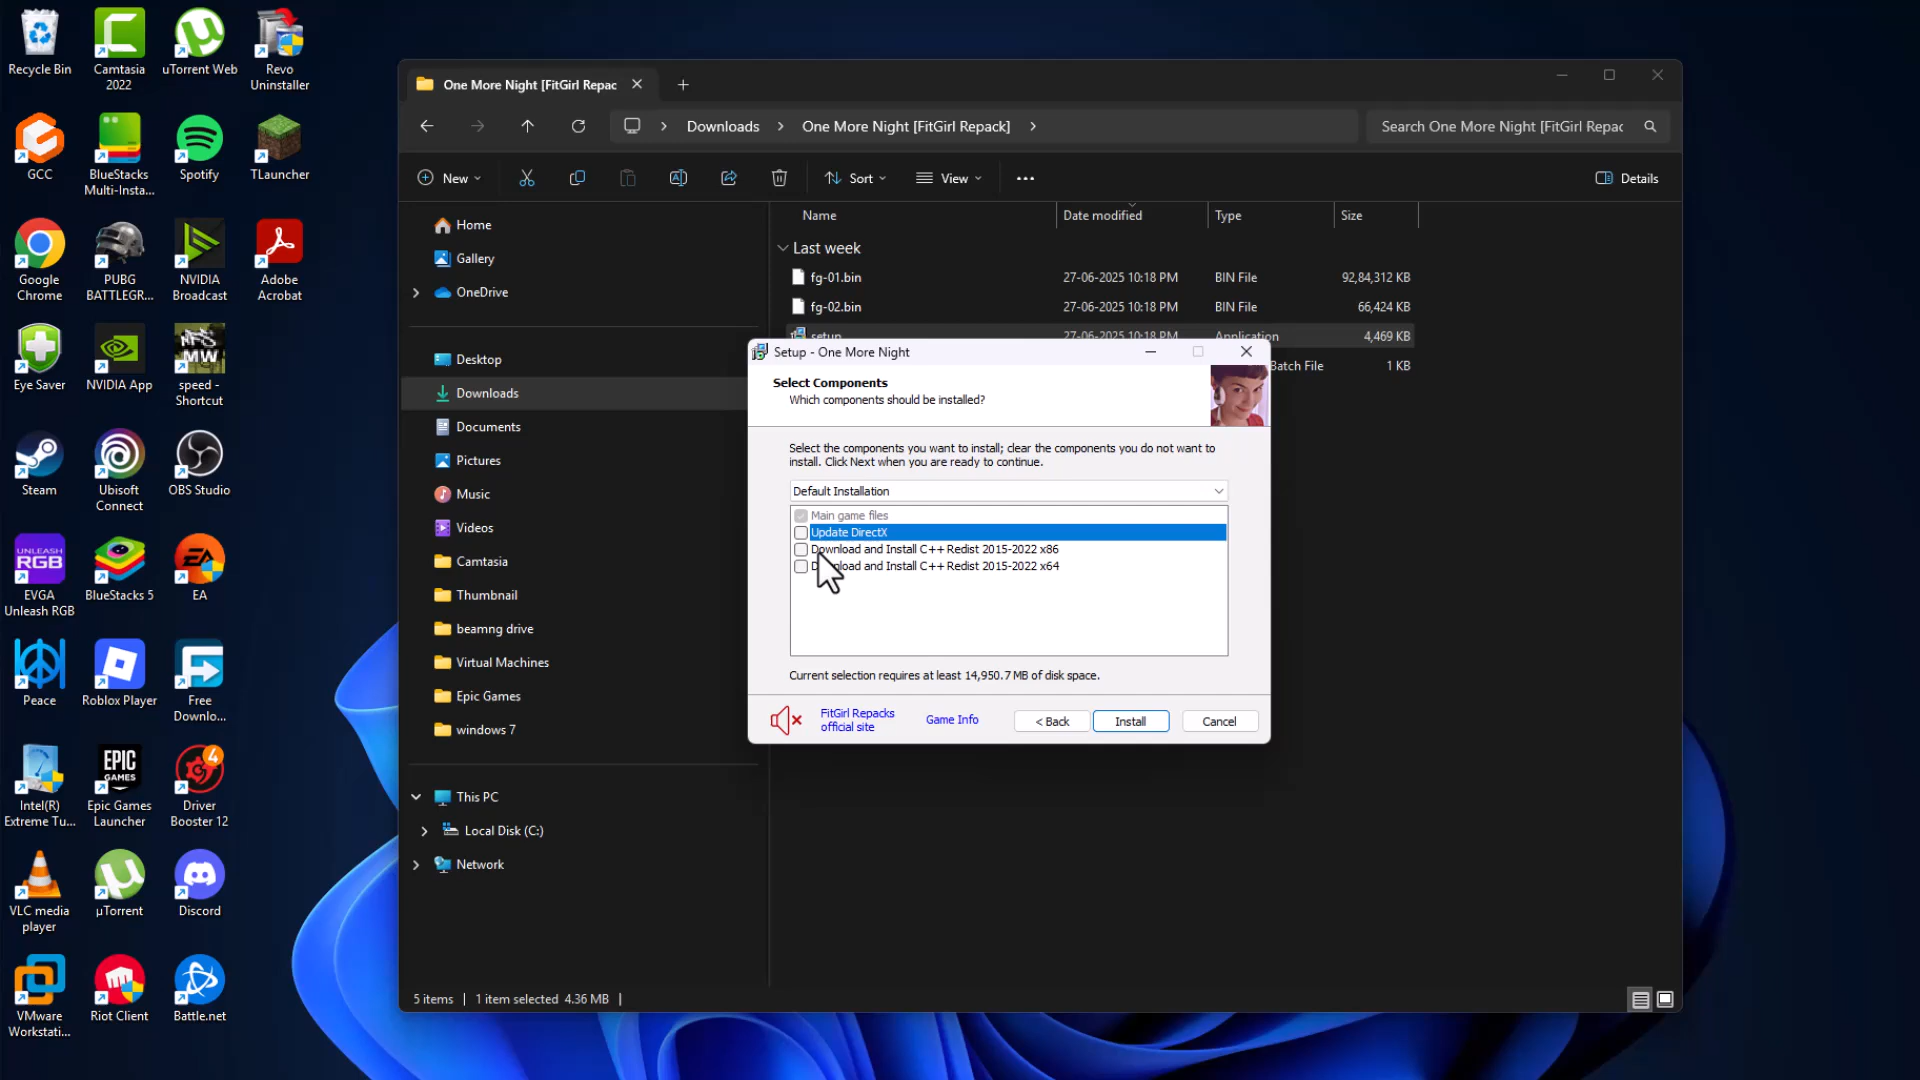 Recycle Bin
Camtasia
2022
uTorrent Web
Revo
Uninstaller
GCC
BlueStacks
Multi-Insta...
Spotify
TLauncher
Google
Chrome
PUBG
BATTLEGR...
NVIDIA
Broadcast
Adobe
Acrobat
Eye Saver
NVIDIA App
NFS
MW
speed -
Shortcut
Steam
Ubisoft
Connect
OBS Studio
UNLEASH
RGB
EVGA
Unleash RGB
BlueStacks 5
EA
EA
Peace
Roblox Player
Free
Downlo...
Intel(R)
Extreme Tu...
EPIC
GAMES
Epic Games
Launcher
4
Driver
Booster 12
VLC media
player
µTorrent
Discord
VMware
Workstati...
Riot Client
Battle.net
One More Night [FitGirl Repac
Downloads
One More Night [FitGirl Repack]
Search One More Night [FitGirl Repac
New
Sort
View
Details
Home
Gallery
OneDrive
Desktop
Downloads
Documents
Pictures
Music
Videos
Camtasia
Thumbnail
beamng drive
Virtual Machines
Epic Games
windows 7
This PC
Local Disk (C:)
Network
Name Date modified Type Size
Last week
fg-01.bin 27-06-2025 10:18 PM BIN File 92,84,312 KB
fg-02.bin 27-06-2025 10:18 PM BIN File 66,424 KB
setup 27-06-2025 10:18 PM Application 4,469 KB
Batch File 1 KB
Setup - One More Night
Select Components
Which components should be installed?
Select the components you want to install; clear the components you do not want to
install. Click Next when you are ready to continue.
Default Installation
Main game files
Update DirectX
Download and Install C++ Redist 2015-2022 x86
Download and Install C++ Redist 2015-2022 x64
Current selection requires at least 14,950.7 MB of disk space.
FitGirl Repacks
official site
Game Info
< Back
Install
Cancel
5 items
1 item selected 4.36 MB